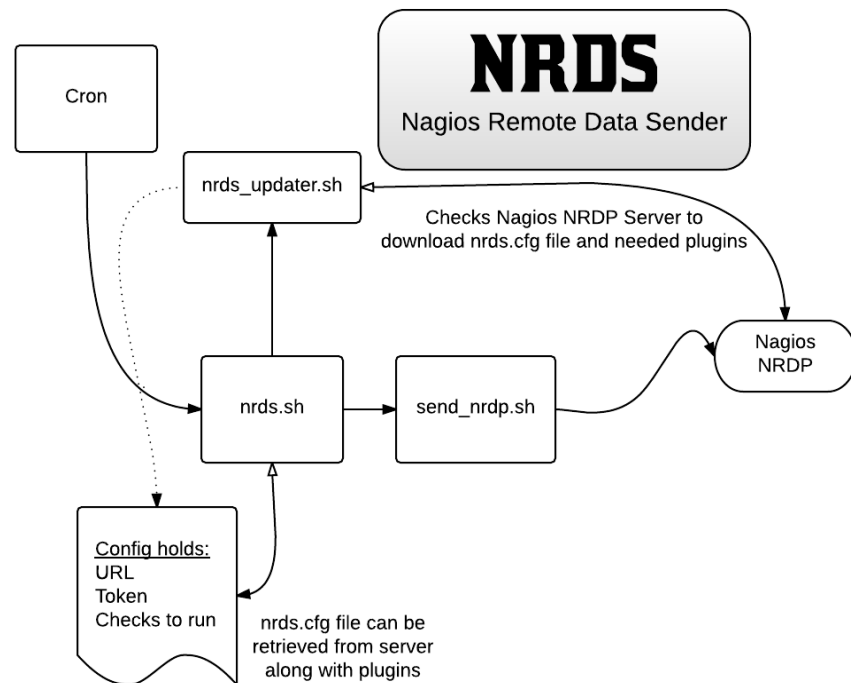 NRDS
Nagios Remote Data Sender
Cron
nrds_updater.sh
Checks Nagios NRDP Server to
download nrds.cfg file and needed plugins
Nagios
NRDP
nrds.sh
send_nrdp.sh
Config holds:
URL
Token
Checks to run
nrds.cfg file can be
retrieved from server
along with plugins